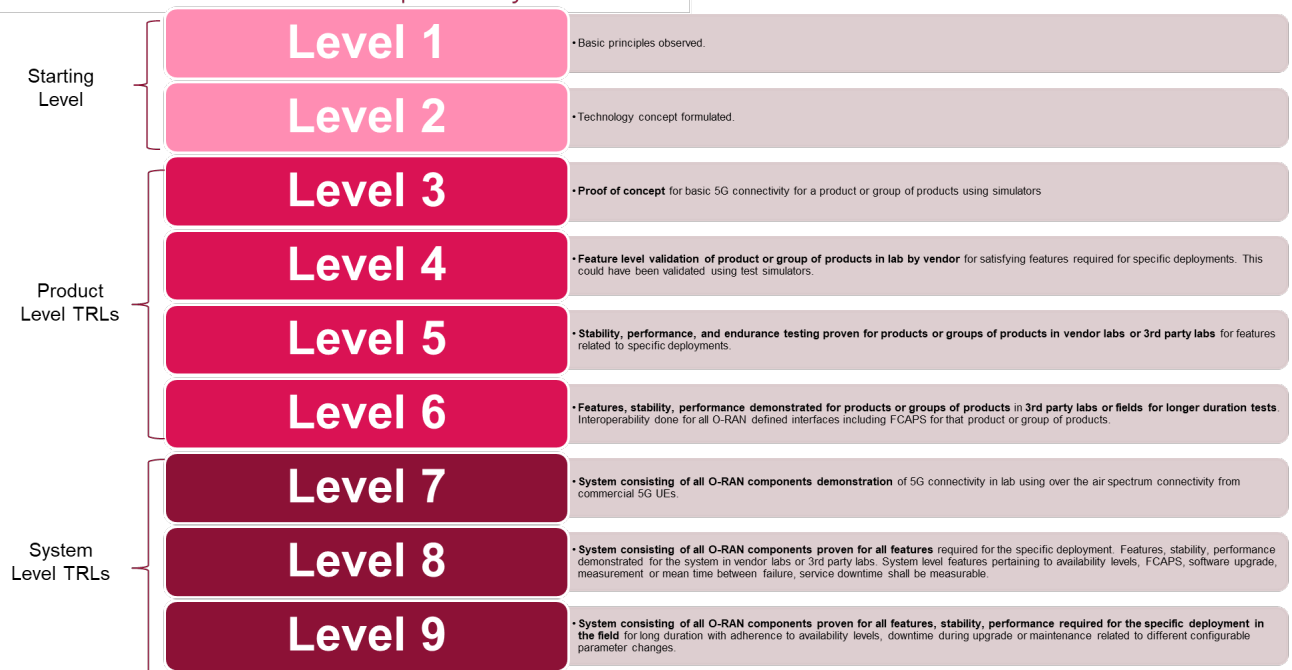 Level 1
• Basic principles observed.
Starting
Level
Level 2
• Technology concept formulated.
Level 3
• Proof of concept for basic 5G connectivity for a product or group of products using simulators
Level 4
• Feature level validation of product or group of products in lab by vendor for satisfying features required for specific deployments. This
could have been validated using test simulators.
Product
Level TRLs
Level 5
• Stability, performance, and endurance testing proven for products or groups of products in vendor labs or 3rd party labs for features
related to specific deployments.
Level 6
• Features, stability, performance demonstrated for products or groups of products in 3rd party labs or fields for longer duration tests.
Interoperability done for all O-RAN defined interfaces including FCAPS for that product or group of products.
Level 7
• System consisting of all O-RAN components demonstration of 5G connectivity in lab using over the air spectrum connectivity from
commercial 5G UEs.
System
Level TRLs
Level 8
• System consisting of all O-RAN components proven for all features required for the specific deployment. Features, stability, performance
demonstrated for the system in vendor labs or 3rd party labs. System level features pertaining to availability levels, FCAPS, software upgrade,
measurement or mean time between failure, service downtime shall be measurable.
Level 9
• System consisting of all O-RAN components proven for all features, stability, performance required for the specific deployment in
the field for long duration with adherence to availability levels, downtime during upgrade or maintenance related to different configurable
parameter changes.